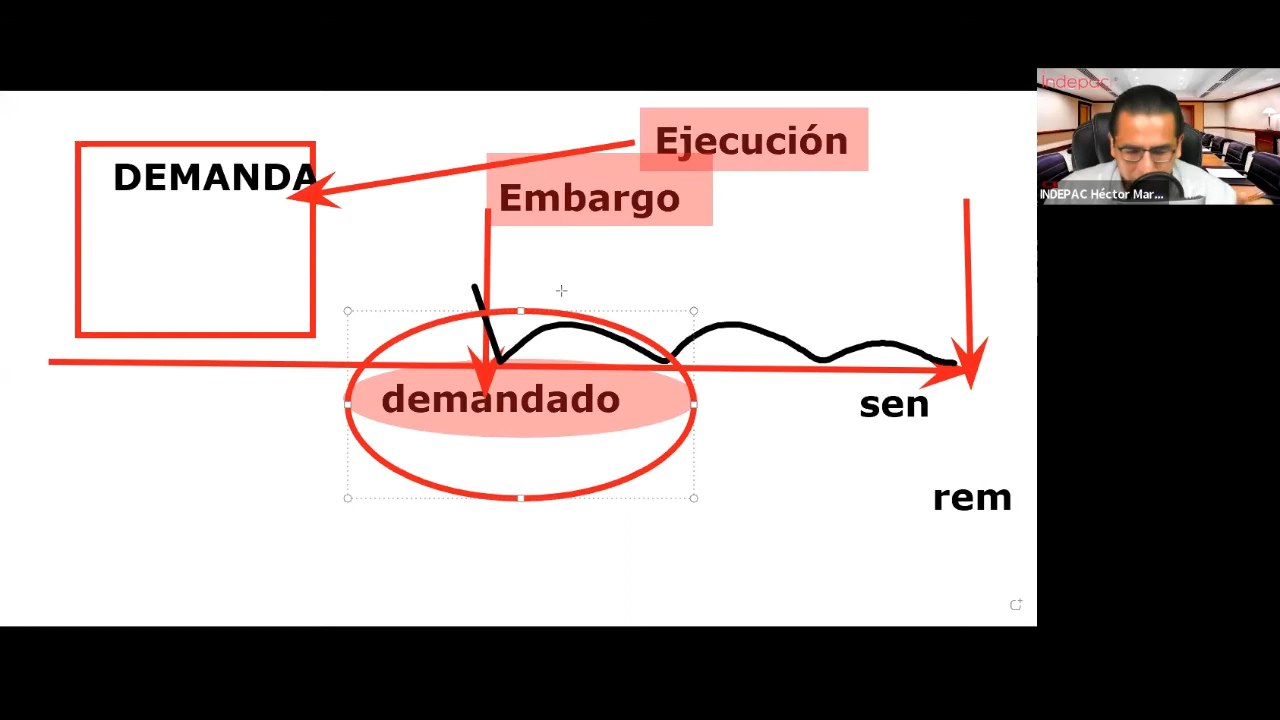 Ejecución
DEMANDA
Embargo
demandado
sen
rem
Indepac
INDEPAC Héctor Mar...